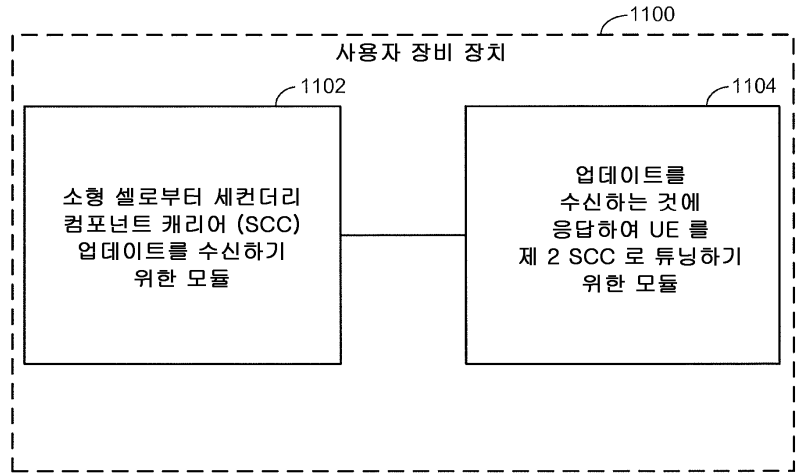 1100
사용자 장비 장치
1102
소형 셀로부터 세컨더리
컴포넌트 캐리어 (SCC)
업데이트를 수신하기
위한 모듈
1104
업데이트를
수신하는 것에
응답하여 UE 를
제 2 SCC 로 튜닝하기
위한 모듈